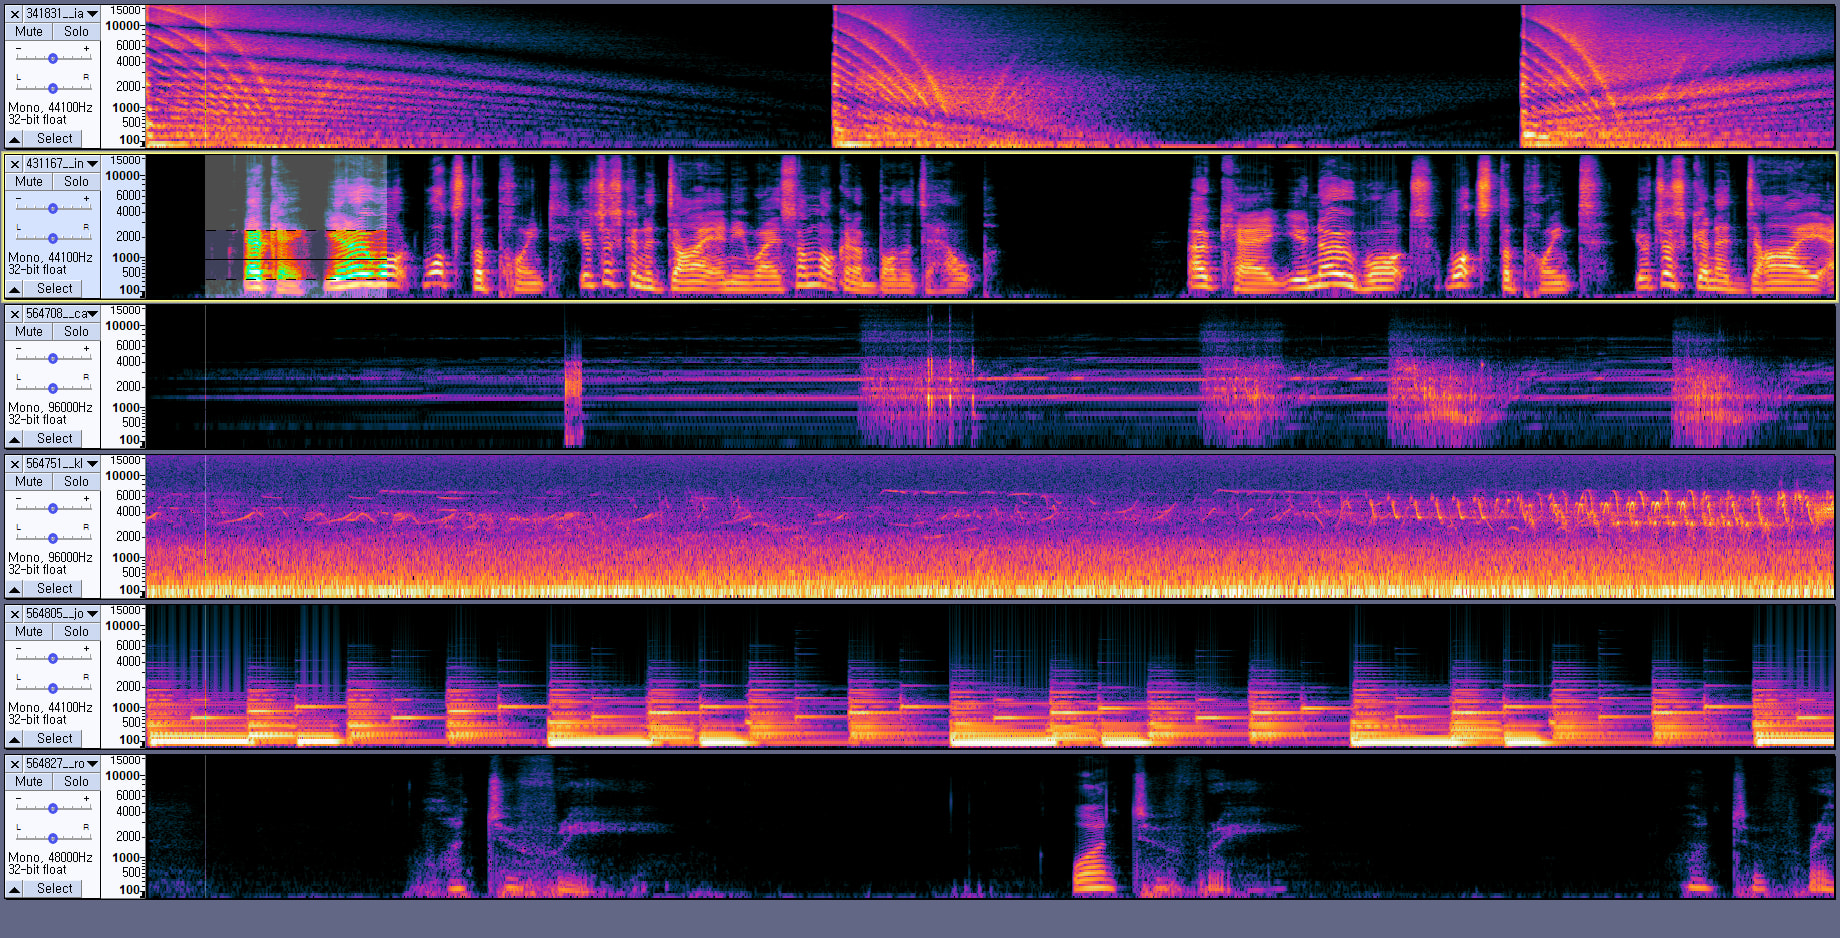 × 341831__ia ▼
Mute Solo
- +
L R
Mono, 44100Hz
32-bit float
▲ Select
15000
10000
6000
4000
2000
1000
500
100
× 431167__in ▼
Mute Solo
- +
L R
Mono, 44100Hz
32-bit float
▲ Select
15000
10000
6000
4000
2000
1000
500
100
× 564708__ca ▼
Mute Solo
- +
L R
Mono, 96000Hz
32-bit float
▲ Select
15000
10000
6000
4000
2000
1000
500
100
× 564751__kl ▼
Mute Solo
- +
L R
Mono, 96000Hz
32-bit float
▲ Select
15000
10000
6000
4000
2000
1000
500
100
× 564805__jo ▼
Mute Solo
- +
L R
Mono, 44100Hz
32-bit float
▲ Select
15000
10000
6000
4000
2000
1000
500
100
× 564827__ro ▼
Mute Solo
- +
L R
Mono, 48000Hz
32-bit float
▲ Select
15000
10000
6000
4000
2000
1000
500
100